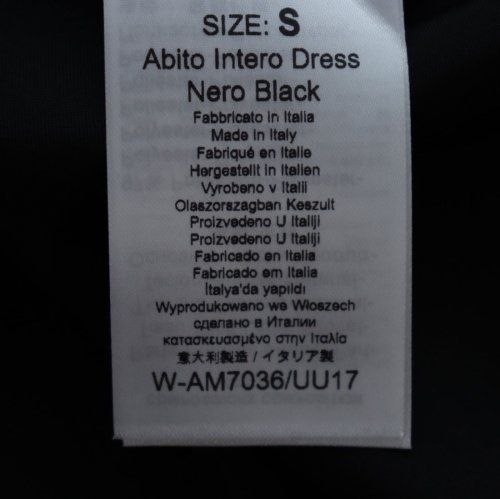 SIZE: S
Abito Intero Dress
Nero Black
Fabbricato in Italia
Made in Italy
Fabriqué en Italie
Hergestellt in Italien
Vyrobeno v Italii
Olaszorszagban Keszult
Proizvedeno U Italiji
Proizvedeno U Italiji
Fabricado en Italia
Fabricado em Italia
İtalya'da yapıldı
Wyprodukowano we Włoszech
сделано в Италии
κατασκευασμένο στην Ιταλία
意大利製造 / イタリア製
W-AM7036/UU17